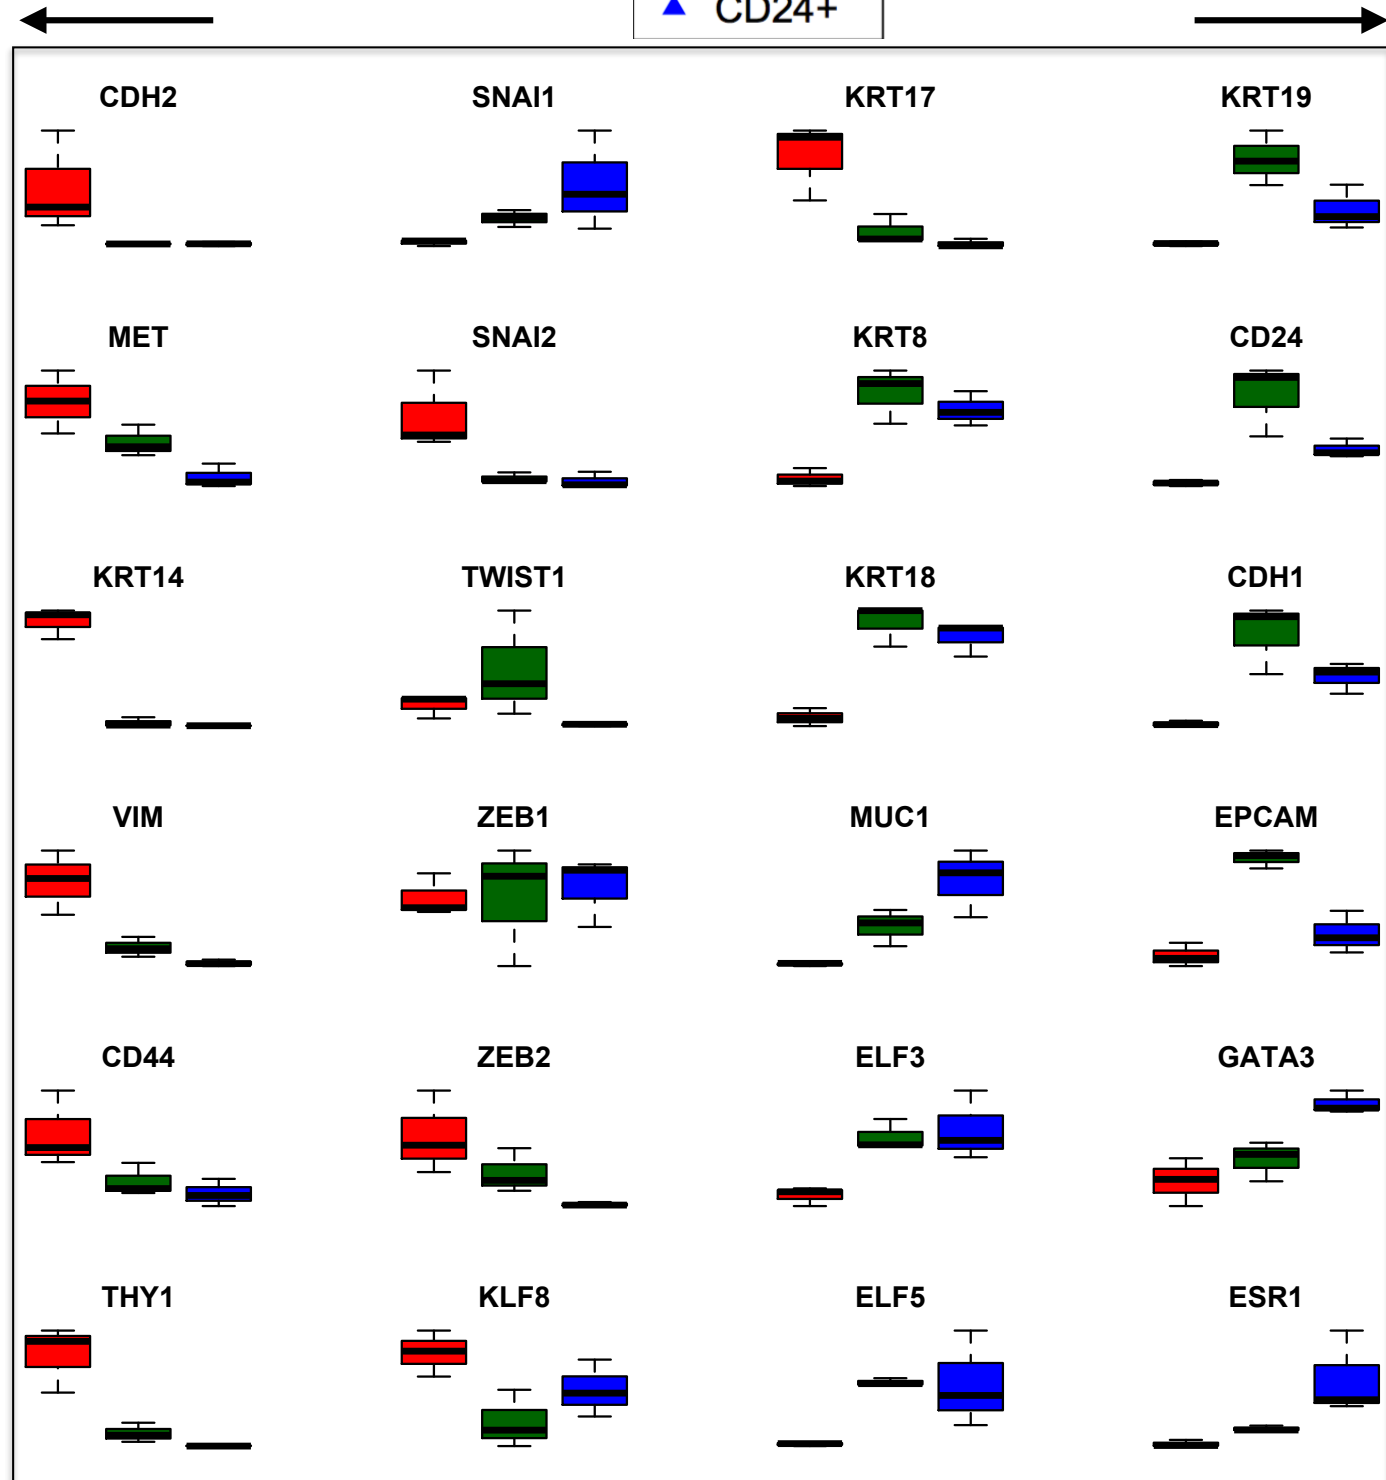 CD24+
CDH2 SNAI1 KRT17 KRT19
MET SNAI2 KRT8 CD24
KRT14 TWIST1 KRT18 CDH1
VIM ZEB1 MUC1 EPCAM
CD44 ZEB2 ELF3 GATA3
THY1 KLF8 ELF5 ESR1